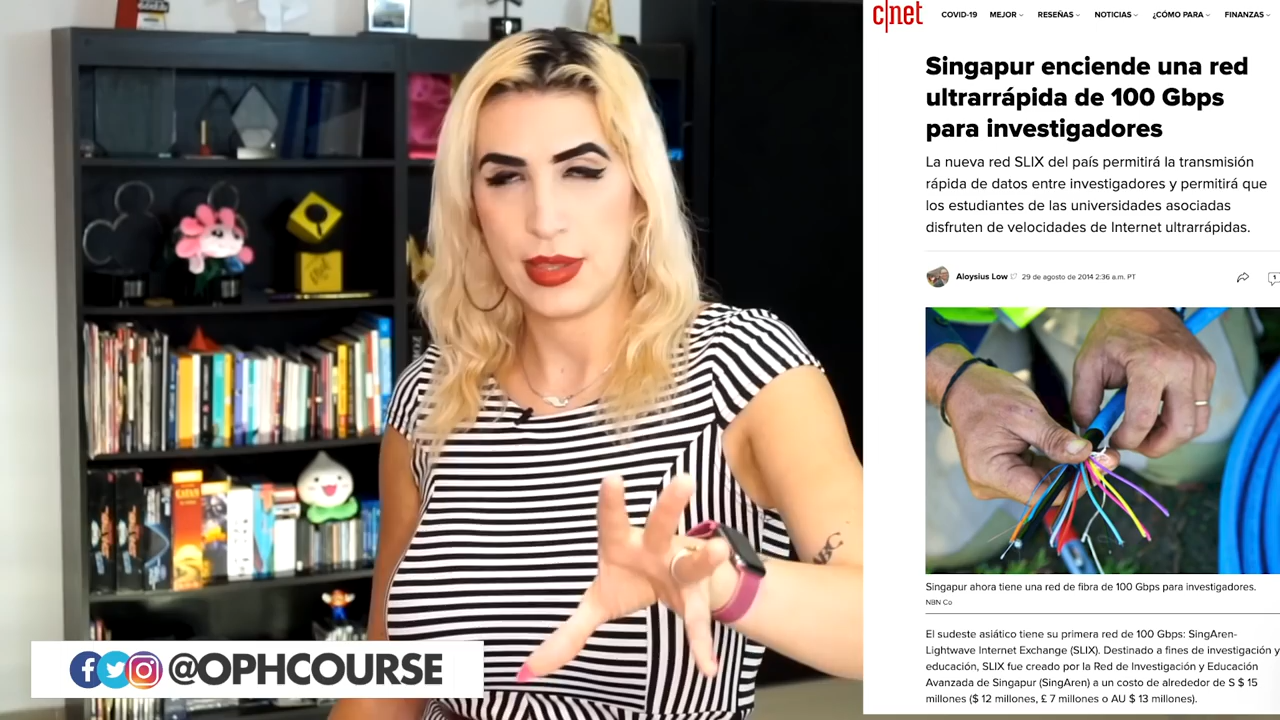 c|net
COVID-19 MEJOR RESEÑAS NOTICIAS ¿CÓMO PARA FINANZAS
Singapur enciende una red
ultrarrápida de 100 Gbps
para investigadores
La nueva red SLIX del país permitirá la transmisión
rápida de datos entre investigadores y permitirá que
los estudiantes de las universidades asociadas
disfruten de velocidades de Internet ultrarrápidas.
Aloysius Low 29 de agosto de 2014 2:36 a.m. PT
1
Singapur ahora tiene una red de fibra de 100 Gbps para investigadores.
NBN Co
El sudeste asiático tiene su primera red de 100 Gbps: SingAren-
Lightwave Internet Exchange (SLIX). Destinado a fines de investigación y
educación, SLIX fue creado por la Red de Investigación y Educación
Avanzada de Singapur (SingAren) a un costo de alrededor de S $ 15
millones ($ 12 millones, £ 7 millones o AU $ 13 millones).
@OPHCOURSE